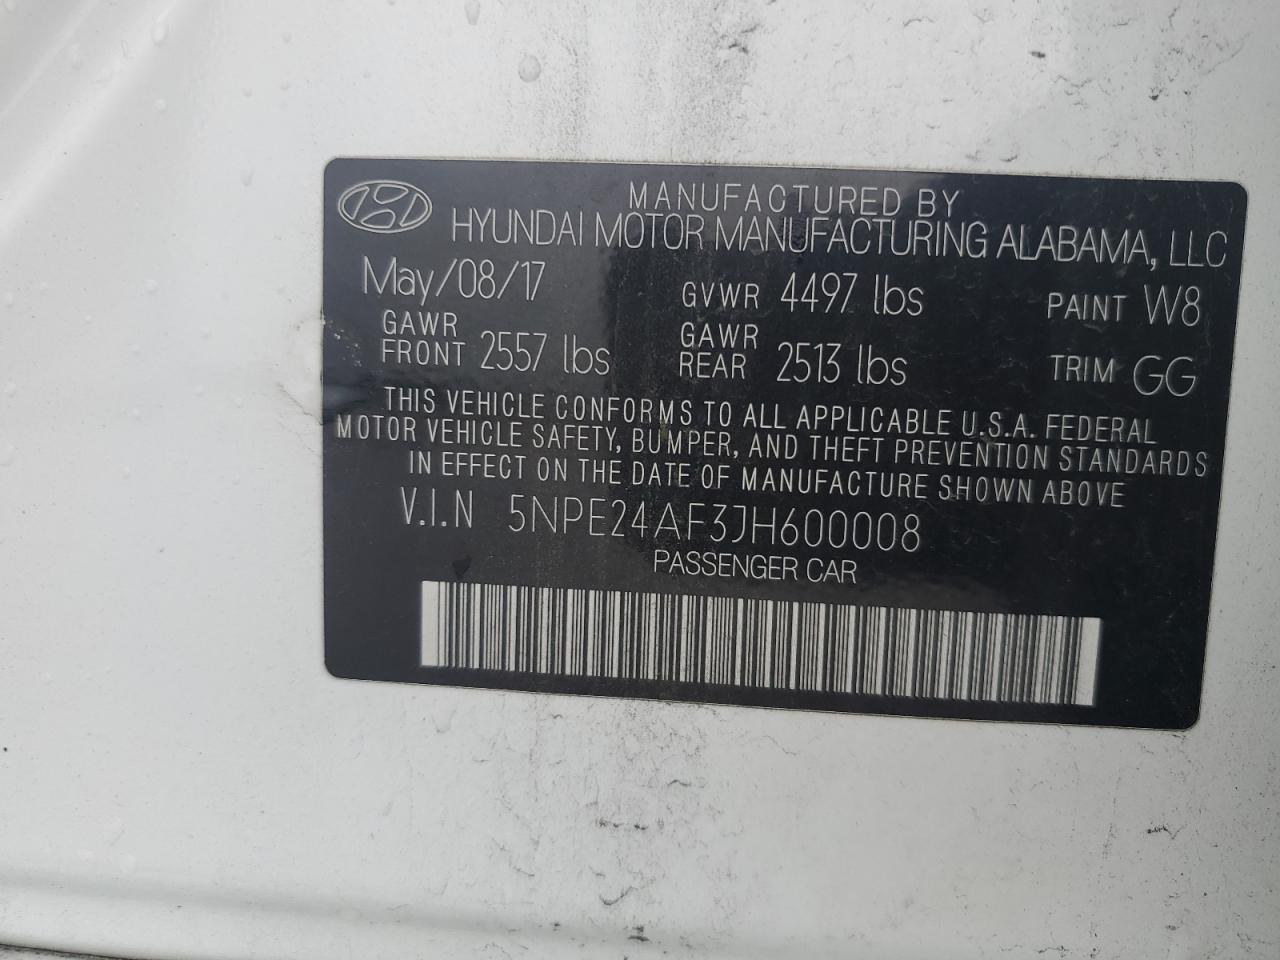 MANUFACTURED BY
HYUNDAI MOTOR MANUFACTURING ALABAMA, LLC
May/08/17 GVWR 4497 lbs PAINT W8
GAWR FRONT 2557 lbs GAWR REAR 2513 lbs TRIM GG
THIS VEHICLE CONFORMS TO ALL APPLICABLE U.S.A. FEDERAL
MOTOR VEHICLE SAFETY, BUMPER, AND THEFT PREVENTION STANDARDS
IN EFFECT ON THE DATE OF MANUFACTURE SHOWN ABOVE
V.I.N 5NPE24AF3JH600008
PASSENGER CAR